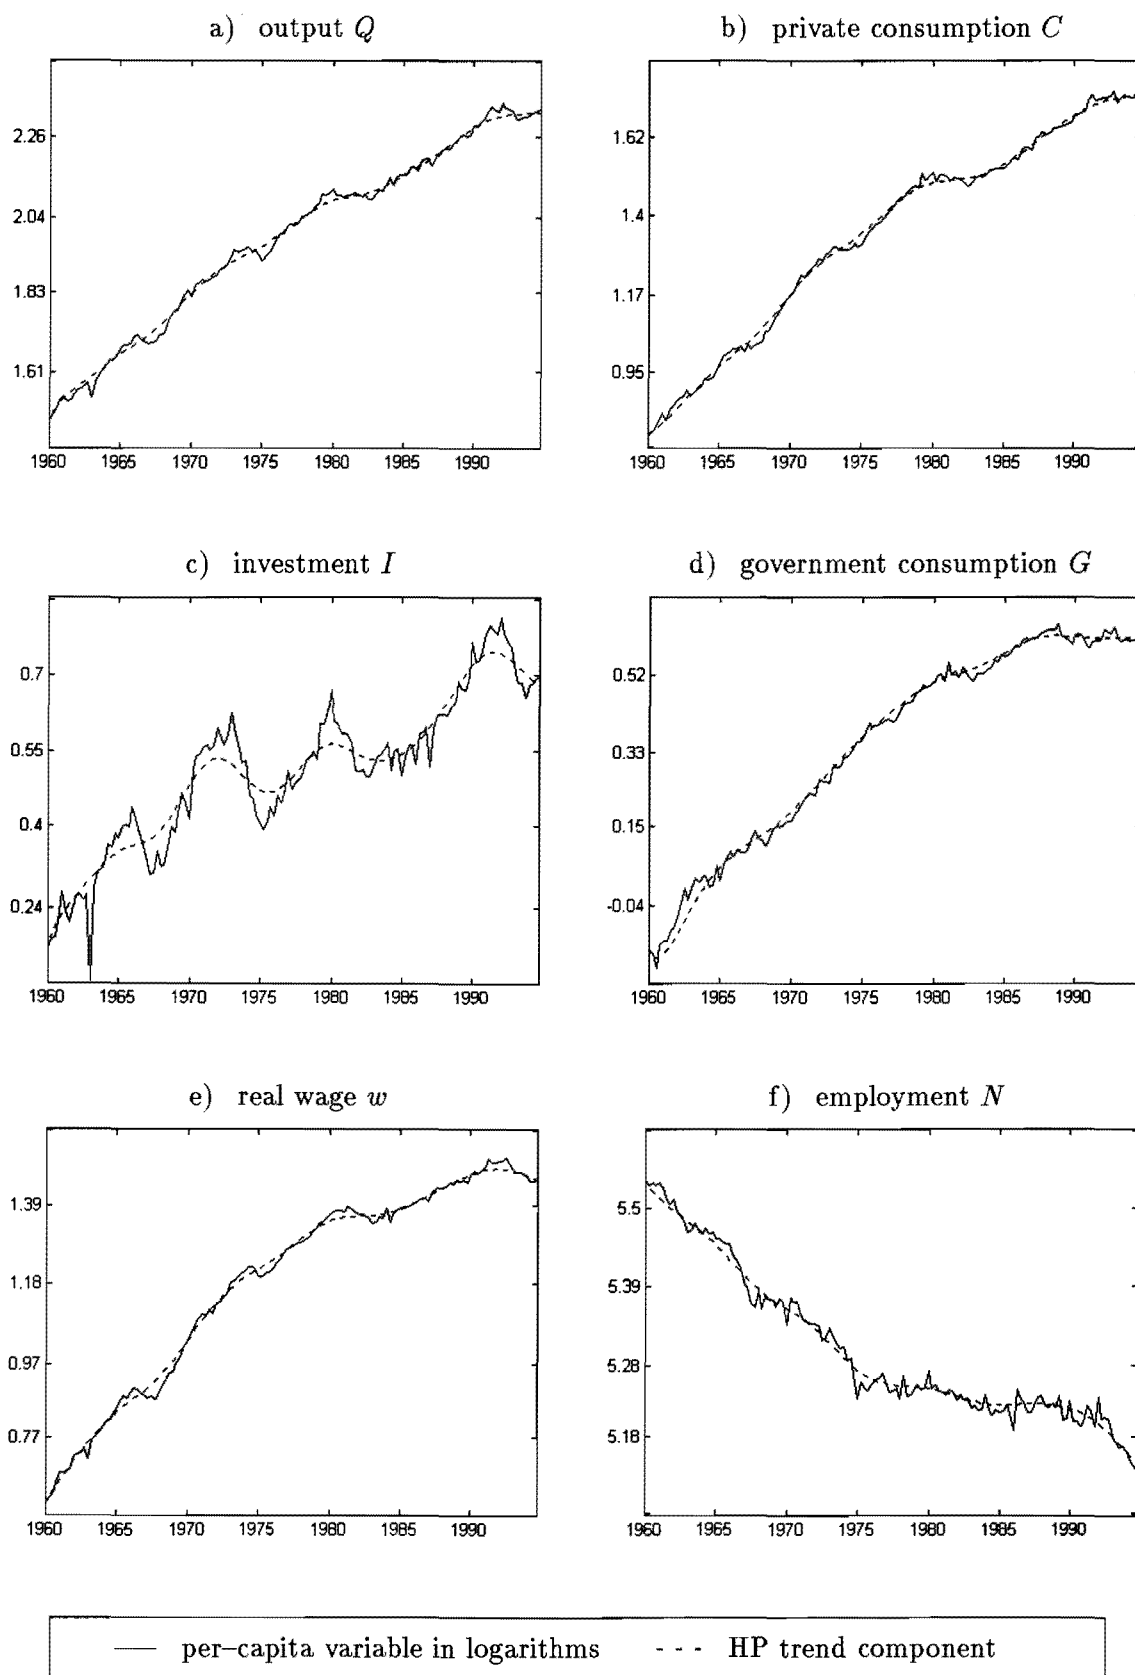 a) output Q
b) private consumption C
2.26
2.04
1.83
1.61
1960 1965 1970 1975 1980 1985 1990
1.62
1.4
1.17
0.95
1960 1965 1970 1975 1980 1985 1990
c) investment I
d) government consumption G
0.7
0.55
0.4
0.24
1960 1965 1970 1975 1980 1985 1990
0.52
0.33
0.15
-0.04
1960 1965 1970 1975 1980 1985 1990
e) real wage w
f) employment N
1.39
1.18
0.97
0.77
1960 1965 1970 1975 1980 1985 1990
5.5
5.39
5.28
5.18
1960 1965 1970 1975 1980 1985 1990
per–capita variable in logarithms
HP trend component